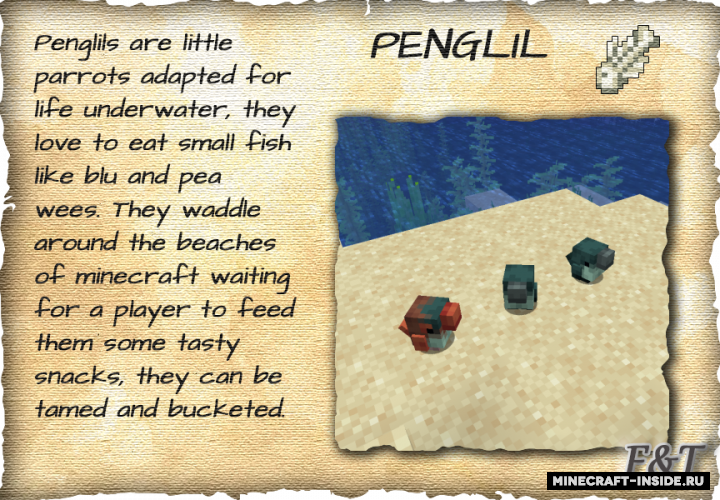 Penglils are little
parrots adapted for
life underwater, they
love to eat small fish
like blu and pea
wees. They waddle
around the beaches
of minecraft waiting
for a player to feed
them some tasty
snacks, they can be
tamed and bucketed.
PENGLIL
F&T
MINECRAFT-INSIDE.RU